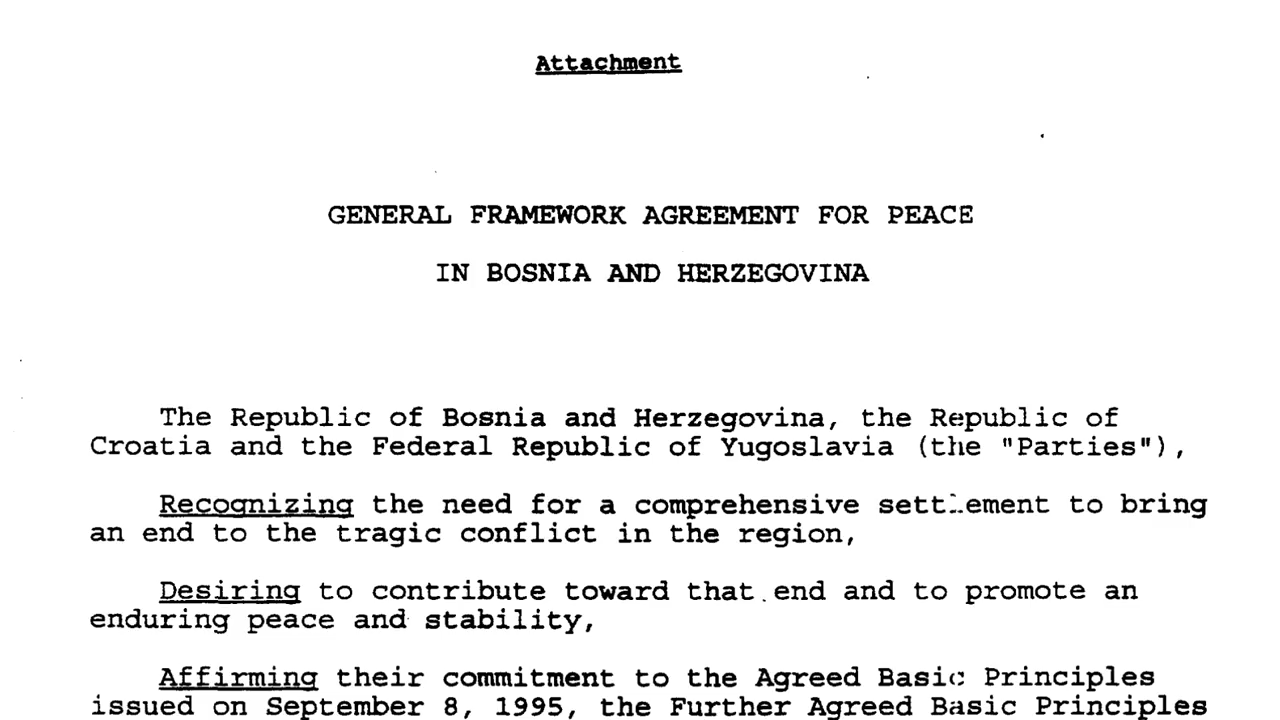 Attachment
GENERAL FRAMEWORK AGREEMENT FOR PEACE
IN BOSNIA AND HERZEGOVINA
The Republic of Bosnia and Herzegovina, the Republic of
Croatia and the Federal Republic of Yugoslavia (the "Parties"),
Recognizing the need for a comprehensive settlement to bring
an end to the tragic conflict in the region,
Desiring to contribute toward that end and to promote an
enduring peace and stability,
Affirming their commitment to the Agreed Basic Principles
issued on September 8, 1995, the Further Agreed Basic Principles